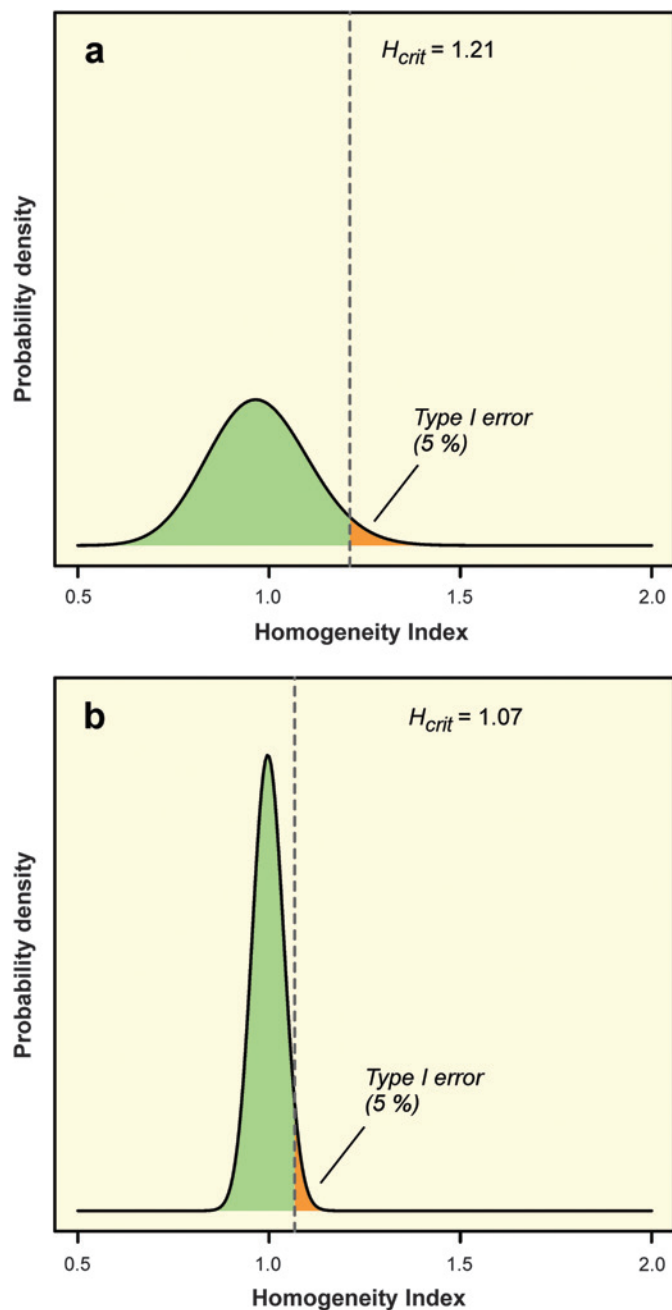 a
H_crit = 1.21
Probability density
Type I error
(5 %)
0.5 1.0 1.5 2.0
Homogeneity Index
b
H_crit = 1.07
Probability density
Type I error
(5 %)
0.5 1.0 1.5 2.0
Homogeneity Index